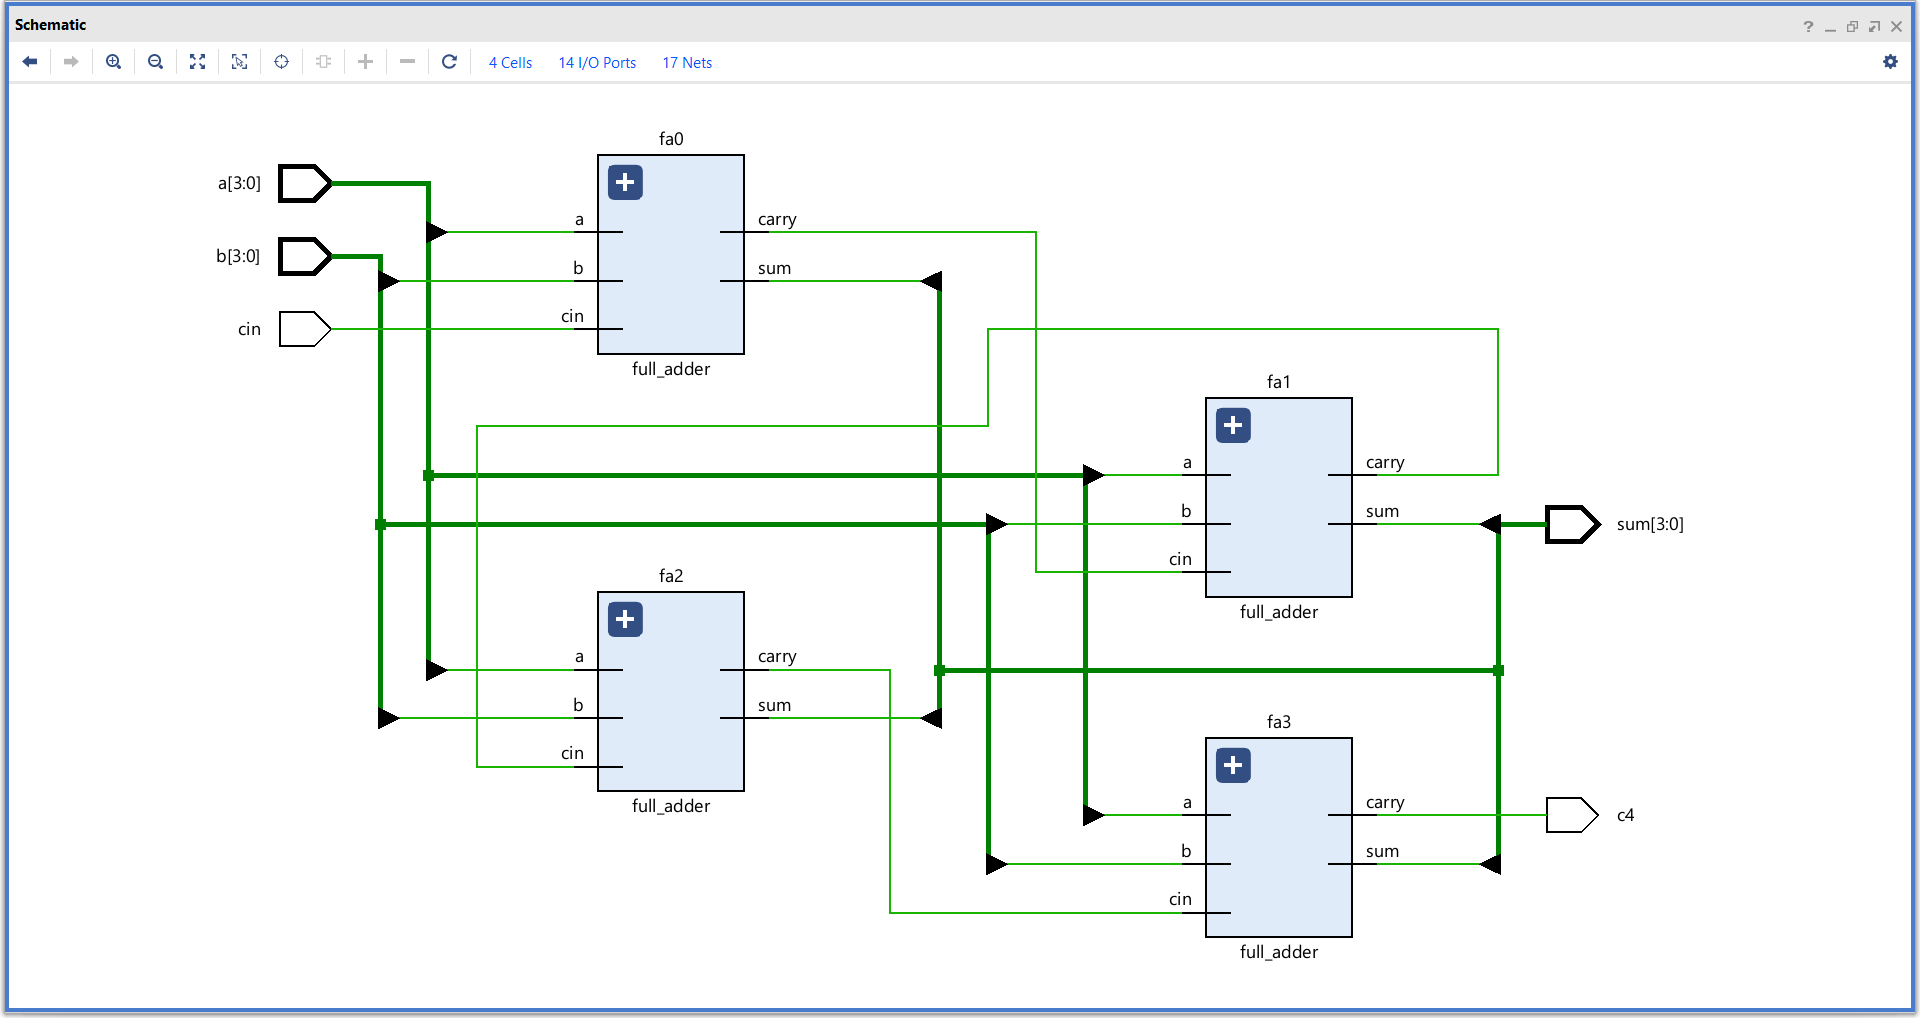 Schematic
?
4 Cells 14 I/O Ports 17 Nets
fa0
a[3:0]
a carry
b[3:0]
b sum
cin
cin
full_adder
fa1
a carry
b sum
sum[3:0]
cin
full_adder
fa2
a carry
b sum
cin
full_adder
fa3
a carry
c4
b sum
cin
full_adder